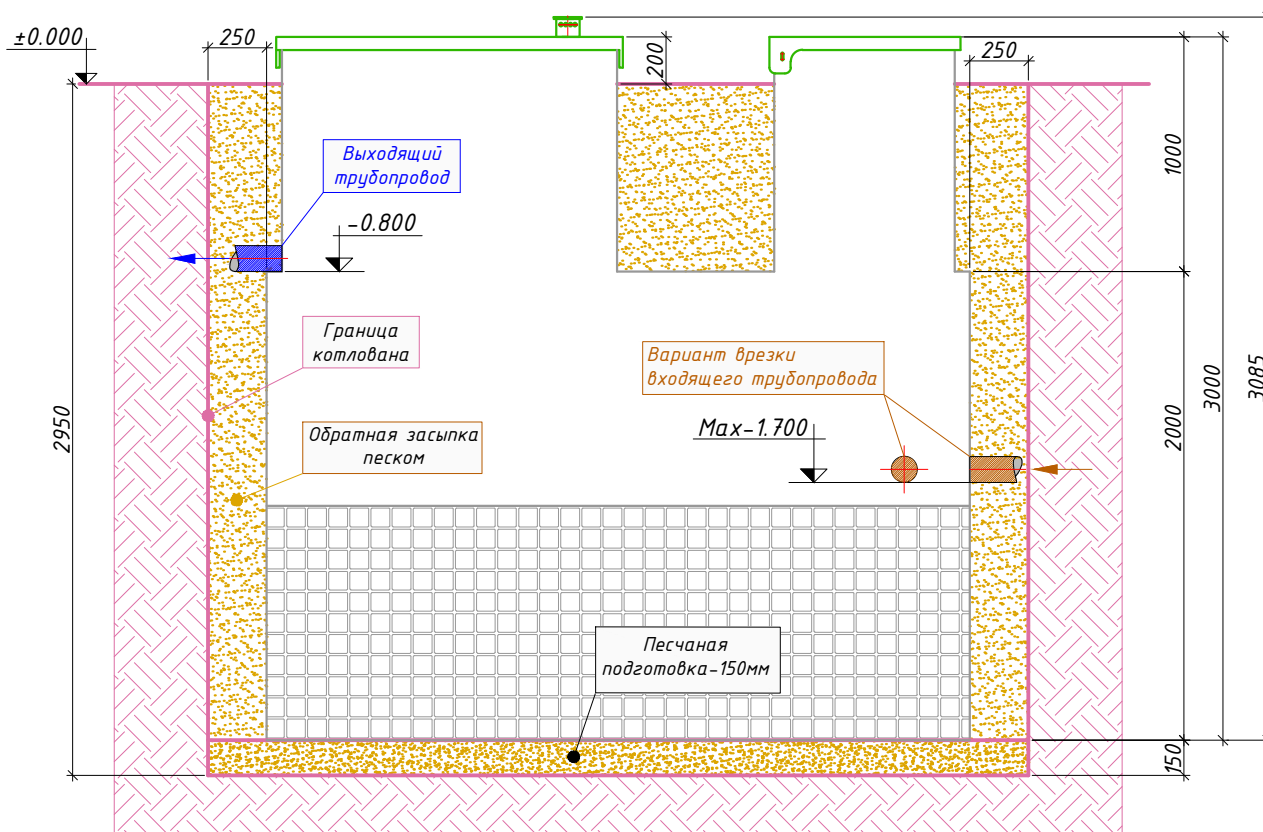 ±0.000
250
200
250
1000
Выходящий
трубопровод
-0.800
Граница
котлована
Вариант врезки
входящего трубопровода
3085
3000
2000
2950
Обратная засыпка
песком
Max-1.700
Песчаная
подготовка-150мм
150